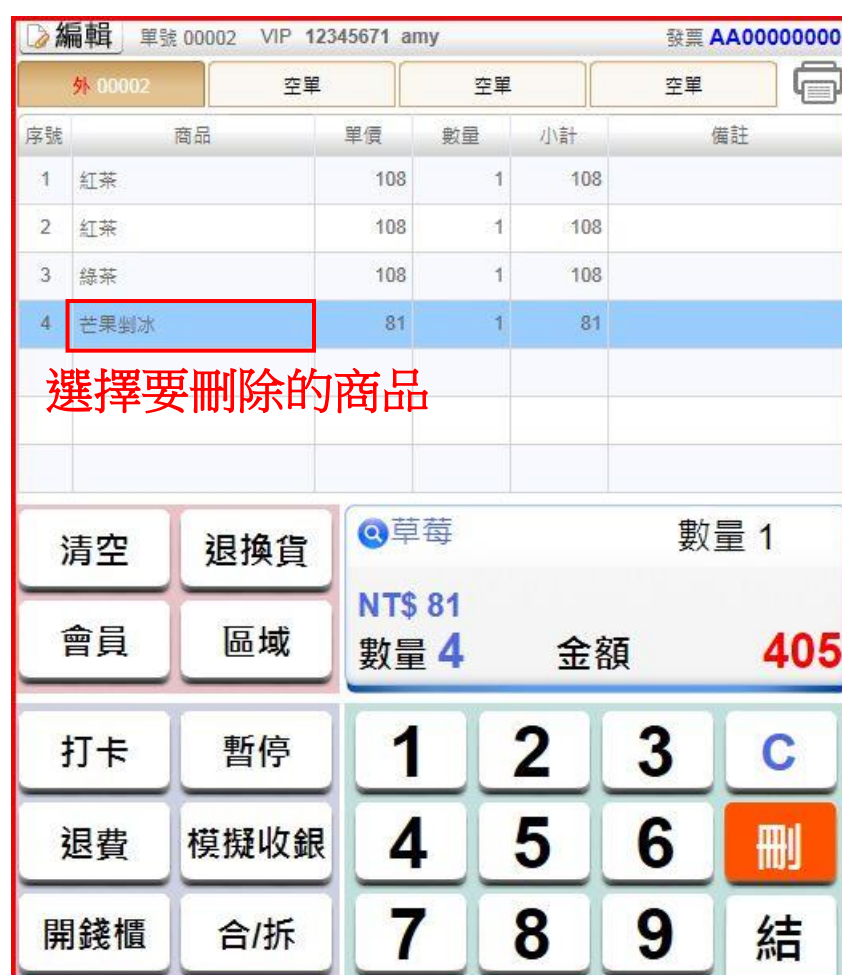 編輯 單號 00002 VIP 12345671 amy 發票 AA00000000
外 00002 空單 空單 空單
序號 商品 單價 數量 小計 備註
1 紅茶 108 1 108
2 紅茶 108 1 108
3 綠茶 108 1 108
4 芒果剉冰 81 1 81
選擇要刪除的商品
清空 退換貨 草莓 數量 1
NT$ 81
會員 區域 數量 4 金額 405
打卡 暫停 1 2 3 C
退費 模擬收銀 4 5 6 刪
開錢櫃 合/拆 7 8 9 結